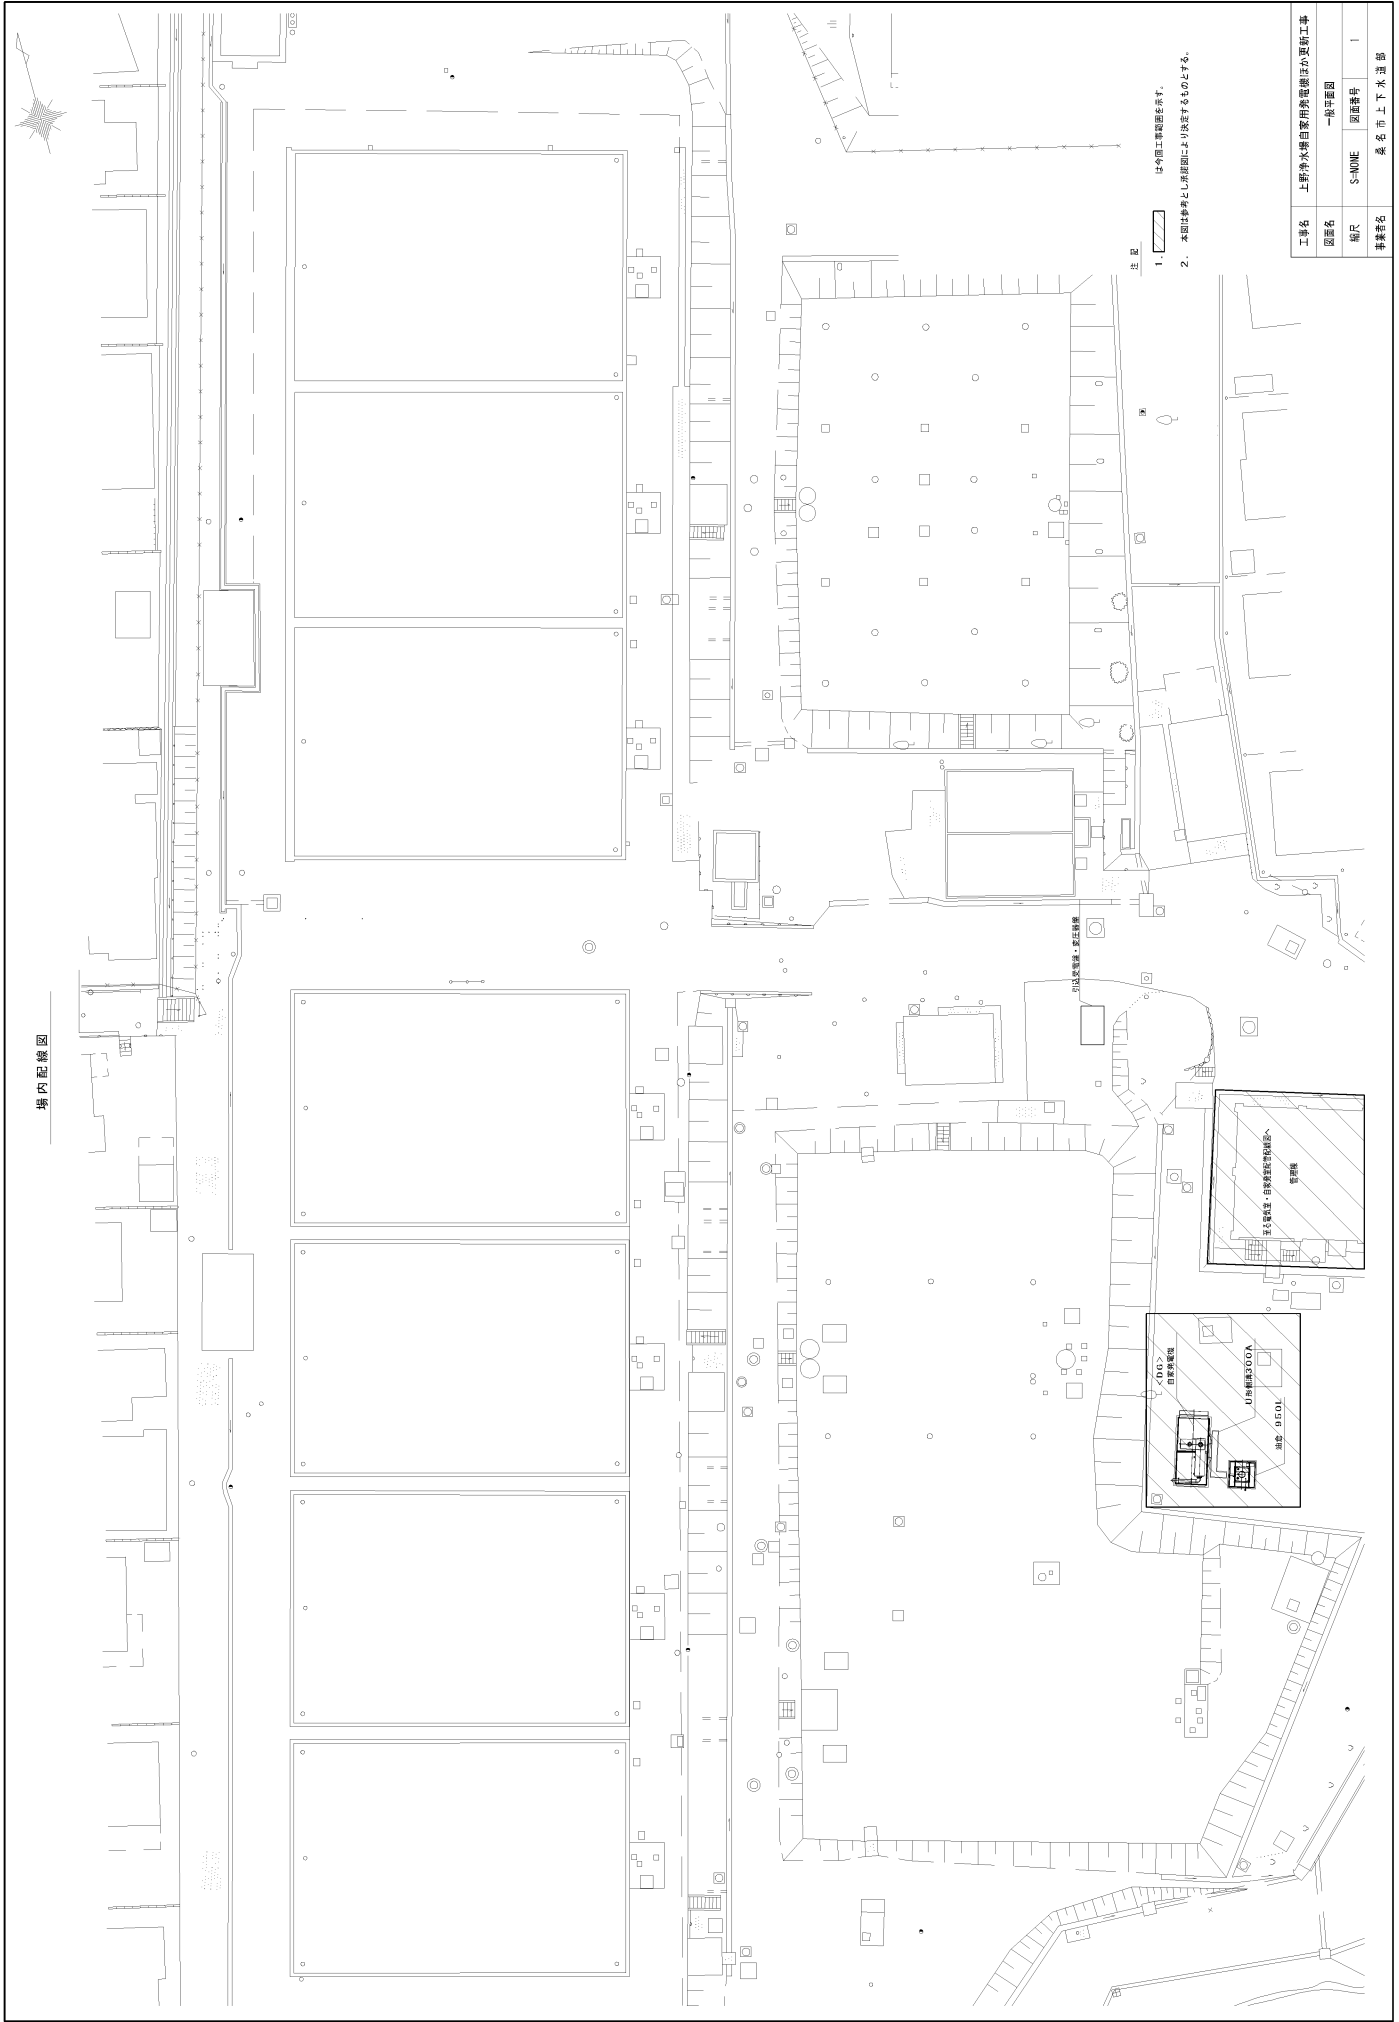 場内配線図
引込受電盤・変圧器盤
至る電気室・自家発室配管配線図へ
管理棟
<DG>
自家発電機
U形側溝300A
油倉 950L
注 記
1. は今回工事範囲を示す。
2. 本図は参考とし承諾図により決定するものとする。
工事名 上野浄水場自家用発電機ほか更新工事
図面名 一般平面図
縮尺 S=NONE 図面番号 1
事業者名 桑名市上下水道部